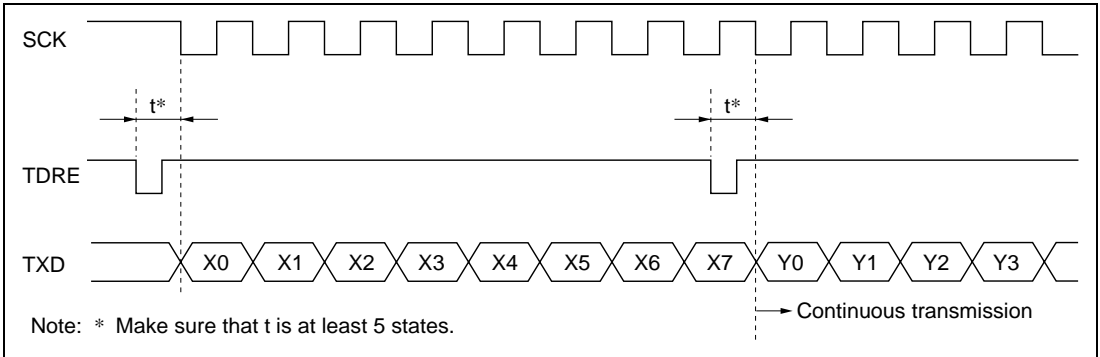 SCK
t* t*
TDRE
TXD X0 X1 X2 X3 X4 X5 X6 X7 Y0 Y1 Y2 Y3
Continuous transmission
Note: * Make sure that t is at least 5 states.